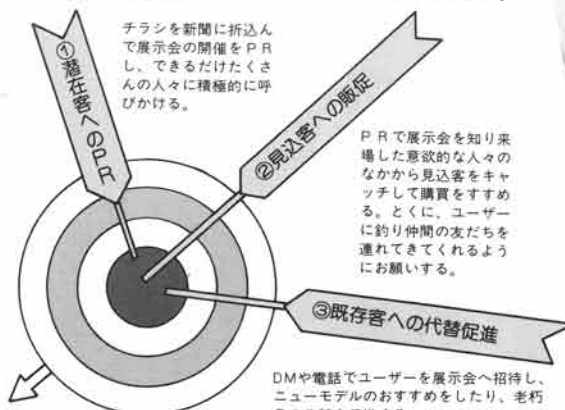 ①潜在客へのPR
チラシを新聞に折込ん
で展示会の開催をPR
し、できるだけたくさ
んの人々に積極的に呼
びかける。
②見込客への販促
PRで展示会を知り来
場した意欲的な人々の
なかから見込客をキャ
ッチして購買をすすめ
る。とくに、ユーザー
に釣り仲間の友だちを
連れてきてくれるよう
にお願いする。
③既存客への代替促進
DMや電話でユーザーを展示会へ招待し、
ニューモデルのおすすめをしたり、老朽